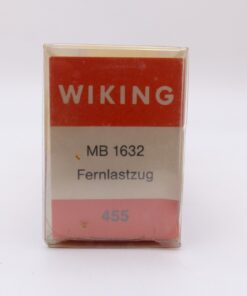 WIKING
MB 1632
Fernlastzug
455